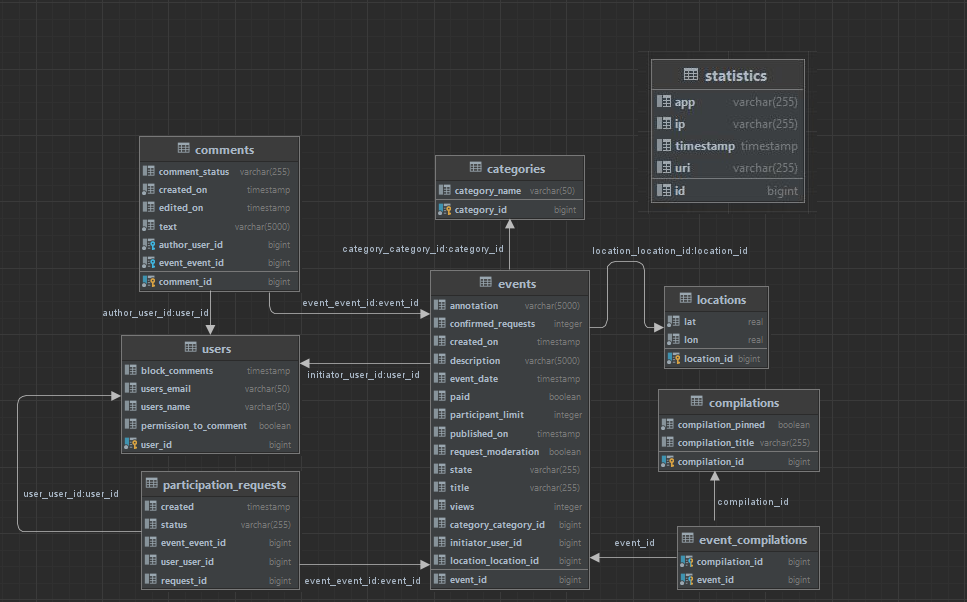 statistics
app varchar(255)
ip varchar(255)
timestamp timestamp
uri varchar(255)
id bigint
comments
comment_status varchar(255)
created_on timestamp
edited_on timestamp
text varchar(5000)
author_user_id bigint
event_event_id bigint
comment_id bigint
categories
category_name varchar(50)
category_id bigint
category_category_id:category_id
location_location_id:location_id
event_event_id:event_id
author_user_id:user_id
events
annotation varchar(5000)
confirmed_requests integer
created_on timestamp
description varchar(5000)
event_date timestamp
paid boolean
participant_limit integer
published_on timestamp
request_moderation boolean
state varchar(255)
title varchar(255)
views integer
category_category_id bigint
initiator_user_id bigint
location_location_id bigint
event_id bigint
locations
lat real
lon real
location_id bigint
users
block_comments timestamp
users_email varchar(50)
users_name varchar(50)
permission_to_comment boolean
user_id bigint
initiator_user_id:user_id
compilations
compilation_pinned boolean
compilation_title varchar(255)
compilation_id bigint
user_user_id:user_id
participation_requests
created timestamp
status varchar(255)
event_event_id bigint
user_user_id bigint
request_id bigint
event_event_id:event_id
compilation_id
event_id
event_compilations
compilation_id bigint
event_id bigint